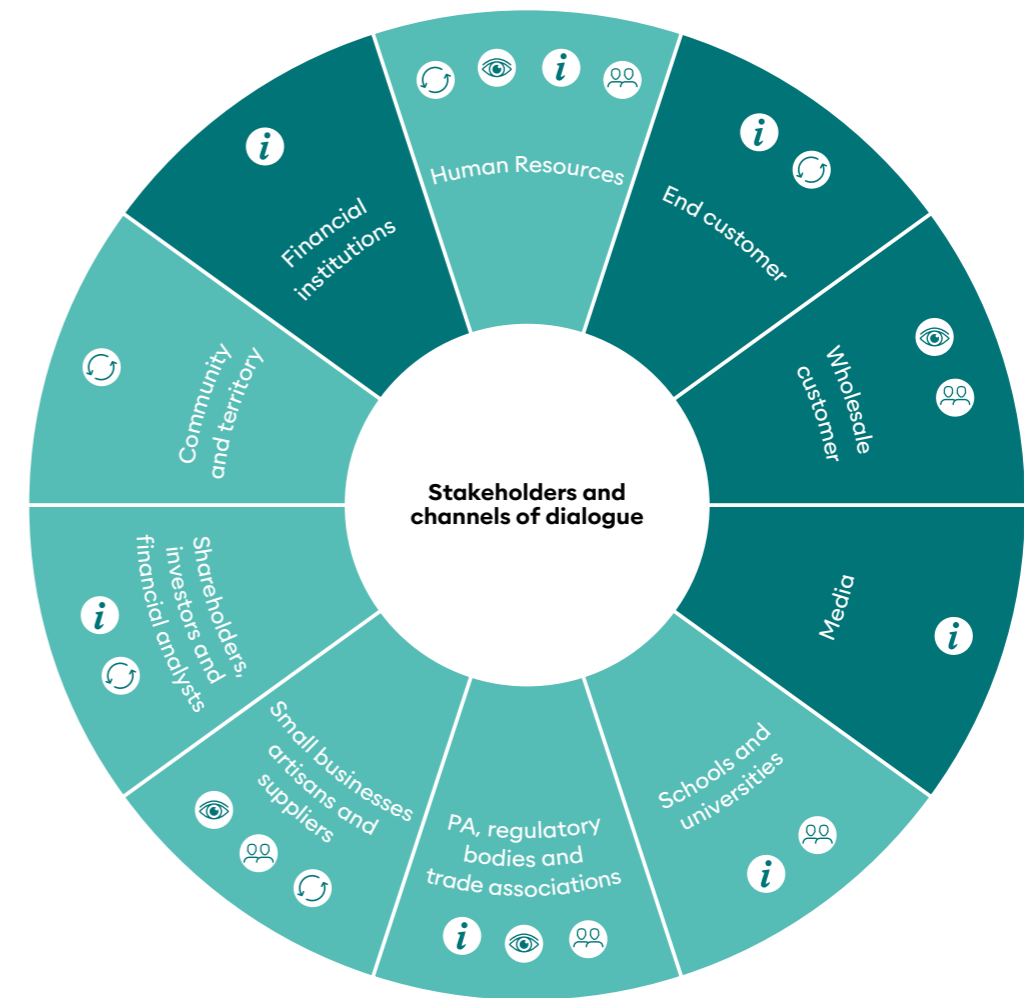 Human Resources
End customer
Wholesale
customer
Media
Schools and
universities
PA, regulatory
bodies and
trade associations
Small businesses
artisans and
suppliers
Shareholders,
investors and
financial analysts
Community
and territory
Financial
institutions
Stakeholders and
channels of dialogue
i
i
i
i
i
i
i